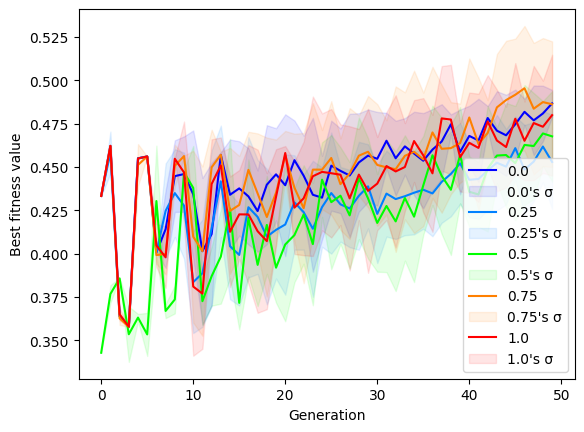 0.525
0.500
0.475
0.450
0.425
0.400
0.375
0.350
Best fitness value
0.0
0.0's σ
0.25
0.25's σ
0.5
0.5's σ
0.75
0.75's σ
1.0
1.0's σ
0 10 20 30 40 50
Generation